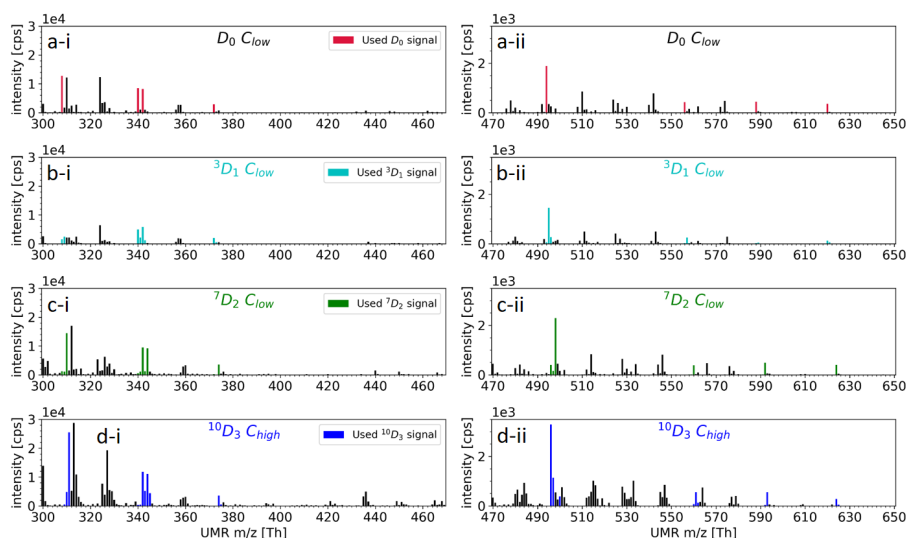 1e4
a-i
D0 Clow
Used D0 signal
intensity [cps]
3
2
1
0
300 320 340 360 380 400 420 440 460
1e3
a-ii
D0 Clow
intensity [cps]
2
0
470 490 510 530 550 570 590 610 630 650
1e4
b-i
3D1 Clow
Used 3D1 signal
intensity [cps]
3
2
1
0
300 320 340 360 380 400 420 440 460
1e3
b-ii
3D1 Clow
intensity [cps]
2
0
470 490 510 530 550 570 590 610 630 650
1e4
c-i
7D2 Clow
Used 7D2 signal
intensity [cps]
3
2
1
0
300 320 340 360 380 400 420 440 460
1e3
c-ii
7D2 Clow
intensity [cps]
2
0
470 490 510 530 550 570 590 610 630 650
1e4
d-i
10D3 Chigh
Used 10D3 signal
intensity [cps]
3
2
1
0
300 320 340 360 380 400 420 440 460
UMR m/z [Th]
1e3
d-ii
10D3 Chigh
intensity [cps]
2
0
470 490 510 530 550 570 590 610 630 650
UMR m/z [Th]